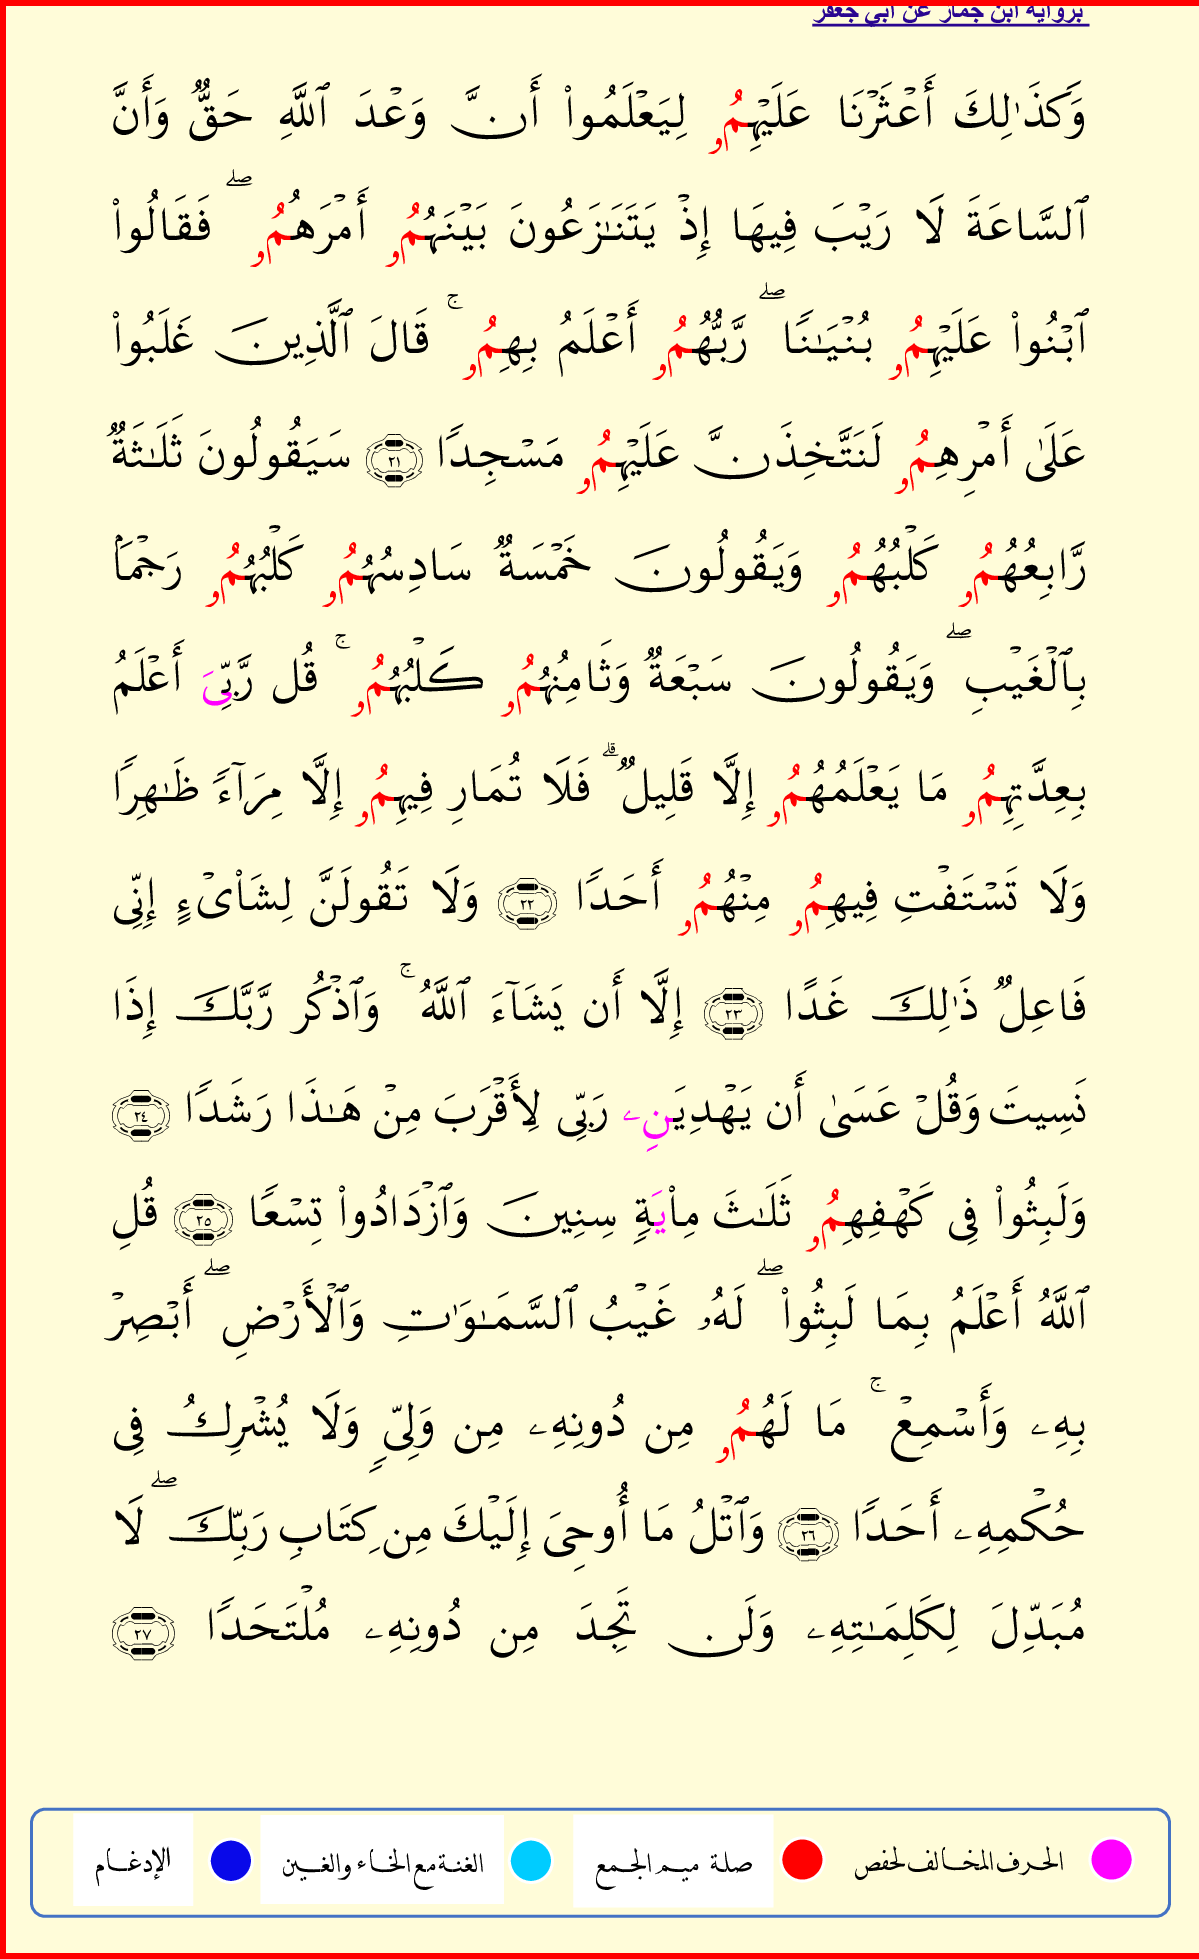 برواية ابن جماز عن أبي جعفر
وَكَذَٰلِكَ أَعۡثَرۡنَا عَلَيۡهِمُۥ لِيَعۡلَمُواْ أَنَّ وَعۡدَ ٱللَّهِ حَقّٞ وَأَنَّ
ٱلسَّاعَةَ لَا رَيۡبَ فِيهَا إِذۡ يَتَنَٰزَعُونَ بَيۡنَهُمُۥ أَمۡرَهُمُۥۖ فَقَالُواْ
ٱبۡنُواْ عَلَيۡهِمُۥ بُنۡيَٰنٗاۖ رَّبُّهُمُۥ أَعۡلَمُ بِهِمُۥۚ قَالَ ٱلَّذِينَ غَلَبُواْ
عَلَىٰ أَمۡرِهِمُۥ لَنَتَّخِذَنَّ عَلَيۡهِمُۥ مَسۡجِدٗا ٢١ سَيَقُولُونَ ثَلَٰثَةٞ
رَّابِعُهُمُۥ كَلۡبُهُمُۥ وَيَقُولُونَ خَمۡسَةٞ سَادِسُهُمُۥ كَلۡبُهُمُۥ رَجۡمَۢا
بِٱلۡغَيۡبِۖ وَيَقُولُونَ سَبۡعَةٞ وَثَامِنُهُمُۥ كَلۡبُهُمُۥۚ قُل رَّبِّيَ أَعۡلَمُ
بِعِدَّتِهِمُۥ مَا يَعۡلَمُهُمُۥ إِلَّا قَلِيلٞۗ فَلَا تُمَارِ فِيهِمُۥ إِلَّا مِرَآءٗ ظَٰهِرٗا
وَلَا تَسۡتَفۡتِ فِيهِمُۥ مِنۡهُمُۥ أَحَدٗا ٢٢ وَلَا تَقُولَنَّ لِشَاْيۡءٍ إِنِّي
فَاعِلٞ ذَٰلِكَ غَدًا ٢٣ إِلَّا أَن يَشَآءَ ٱللَّهُۚ وَٱذۡكُر رَّبَّكَ إِذَا
نَسِيتَ وَقُلۡ عَسَىٰ أَن يَهۡدِيَنِۦ رَبِّي لِأَقۡرَبَ مِنۡ هَٰذَا رَشَدٗا ٢٤
وَلَبِثُواْ فِي كَهۡفِهِمُۥ ثَلَٰثَ مِاْيَةٖ سِنِينَ وَٱزۡدَادُواْ تِسۡعٗا ٢٥ قُلِ
ٱللَّهُ أَعۡلَمُ بِمَا لَبِثُواْۖ لَهُۥ غَيۡبُ ٱلسَّمَٰوَٰتِ وَٱلۡأَرۡضِۖ أَبۡصِرۡ
بِهِۦ وَأَسۡمِعۡۚ مَا لَهُمُۥ مِن دُونِهِۦ مِن وَلِيّٖ وَلَا يُشۡرِكُ فِي
حُكۡمِهِۦ أَحَدٗا ٢٦ وَٱتۡلُ مَا أُوحِيَ إِلَيۡكَ مِن كِتَابِ رَبِّكَۖ لَا
مُبَدِّلَ لِكَلِمَٰتِهِۦ وَلَن تَجِدَ مِن دُونِهِۦ مُلۡتَحَدٗا ٢٧
الحرف المخالف لحفص صلة ميم الجمع الغنة مع الخاء والغين الإدغام